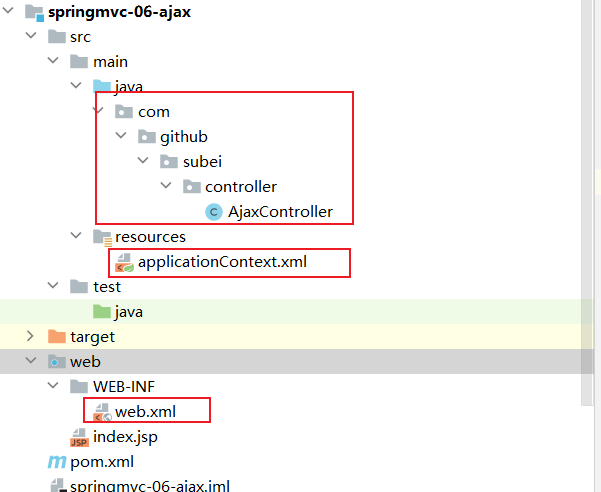 springmvc-06-ajax
src
main
java
com
github
subei
controller
C AjaxController
resources
applicationContext.xml
test
java
target
web
WEB-INF
web.xml
JSP index.jsp
m pom.xml
springmvc-06-ajax.iml